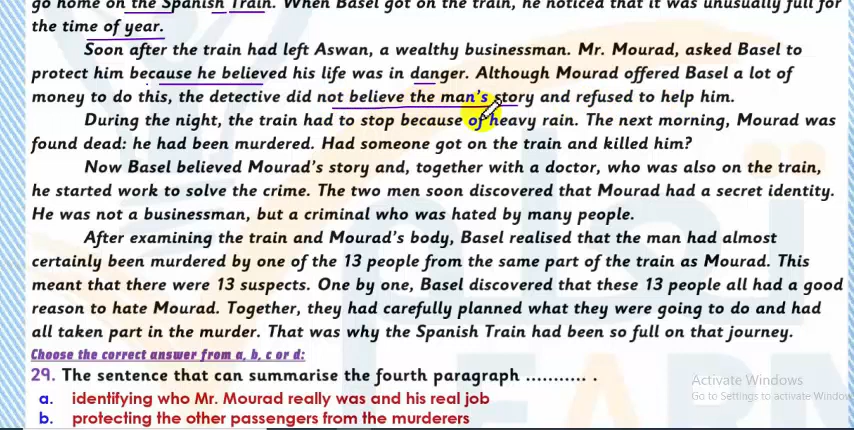 go home on the Spanish Train. When Basel got on the train, he noticed that it was unusually full for
the time of year.
Soon after the train had left Aswan, a wealthy businessman. Mr. Mourad, asked Basel to
protect him because he believed his life was in danger. Although Mourad offered Basel a lot of
money to do this, the detective did not believe the man's story and refused to help him.
During the night, the train had to stop because of heavy rain. The next morning, Mourad was
found dead: he had been murdered. Had someone got on the train and killed him?
Now Basel believed Mourad's story and, together with a doctor, who was also on the train,
he started work to solve the crime. The two men soon discovered that Mourad had a secret identity.
He was not a businessman, but a criminal who was hated by many people.
After examining the train and Mourad's body, Basel realised that the man had almost
certainly been murdered by one of the 13 people from the same part of the train as Mourad. This
meant that there were 13 suspects. One by one, Basel discovered that these 13 people all had a good
reason to hate Mourad. Together, they had carefully planned what they were going to do and had
all taken part in the murder. That was why the Spanish Train had been so full on that journey.
Choose the correct answer from a, b, c or d:
29. The sentence that can summarise the fourth paragraph ........... .
a. identifying who Mr. Mourad really was and his real job
b. protecting the other passengers from the murderers
Activate Windows
Go to Settings to activate Window